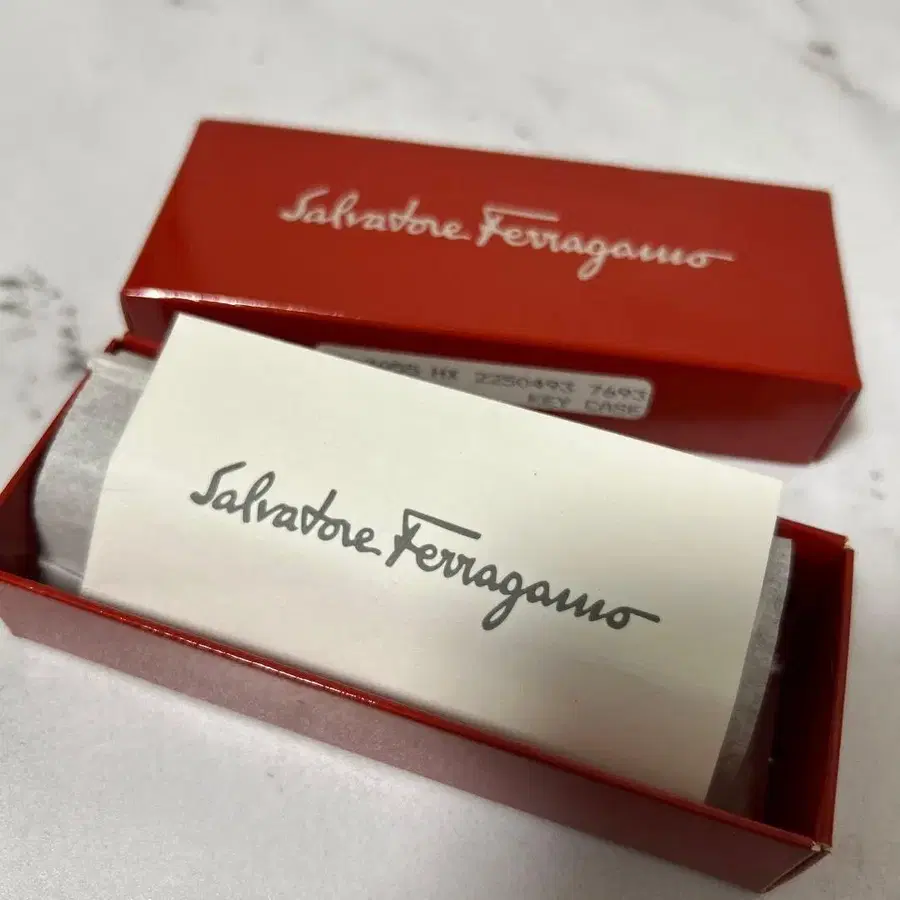 Salvatore Ferragamo
HX 2250493 7693
KEY CASE
Salvatore Ferragamo